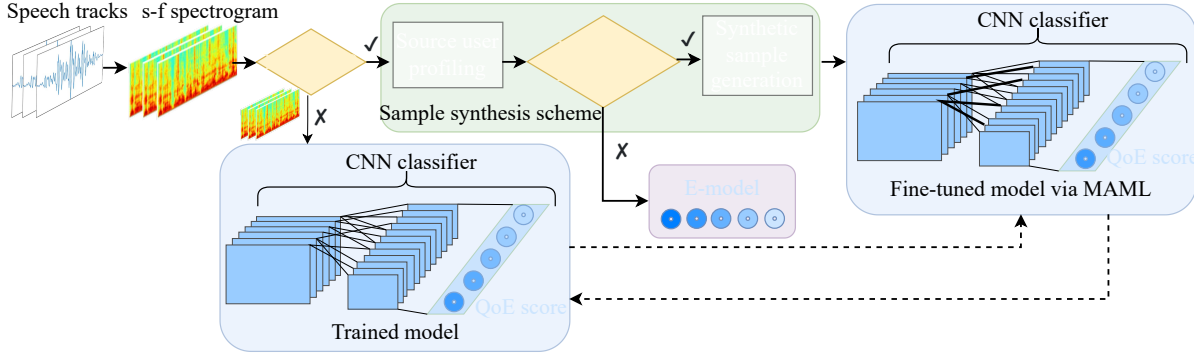 Speech tracks
s-f spectrogram
✓
Source user
profiling
✓
Synthetic
sample
generation
Sample synthesis scheme
✗
✗
CNN classifier
QoE score
Fine-tuned model via MAML
CNN classifier
QoE score
Trained model
E-model